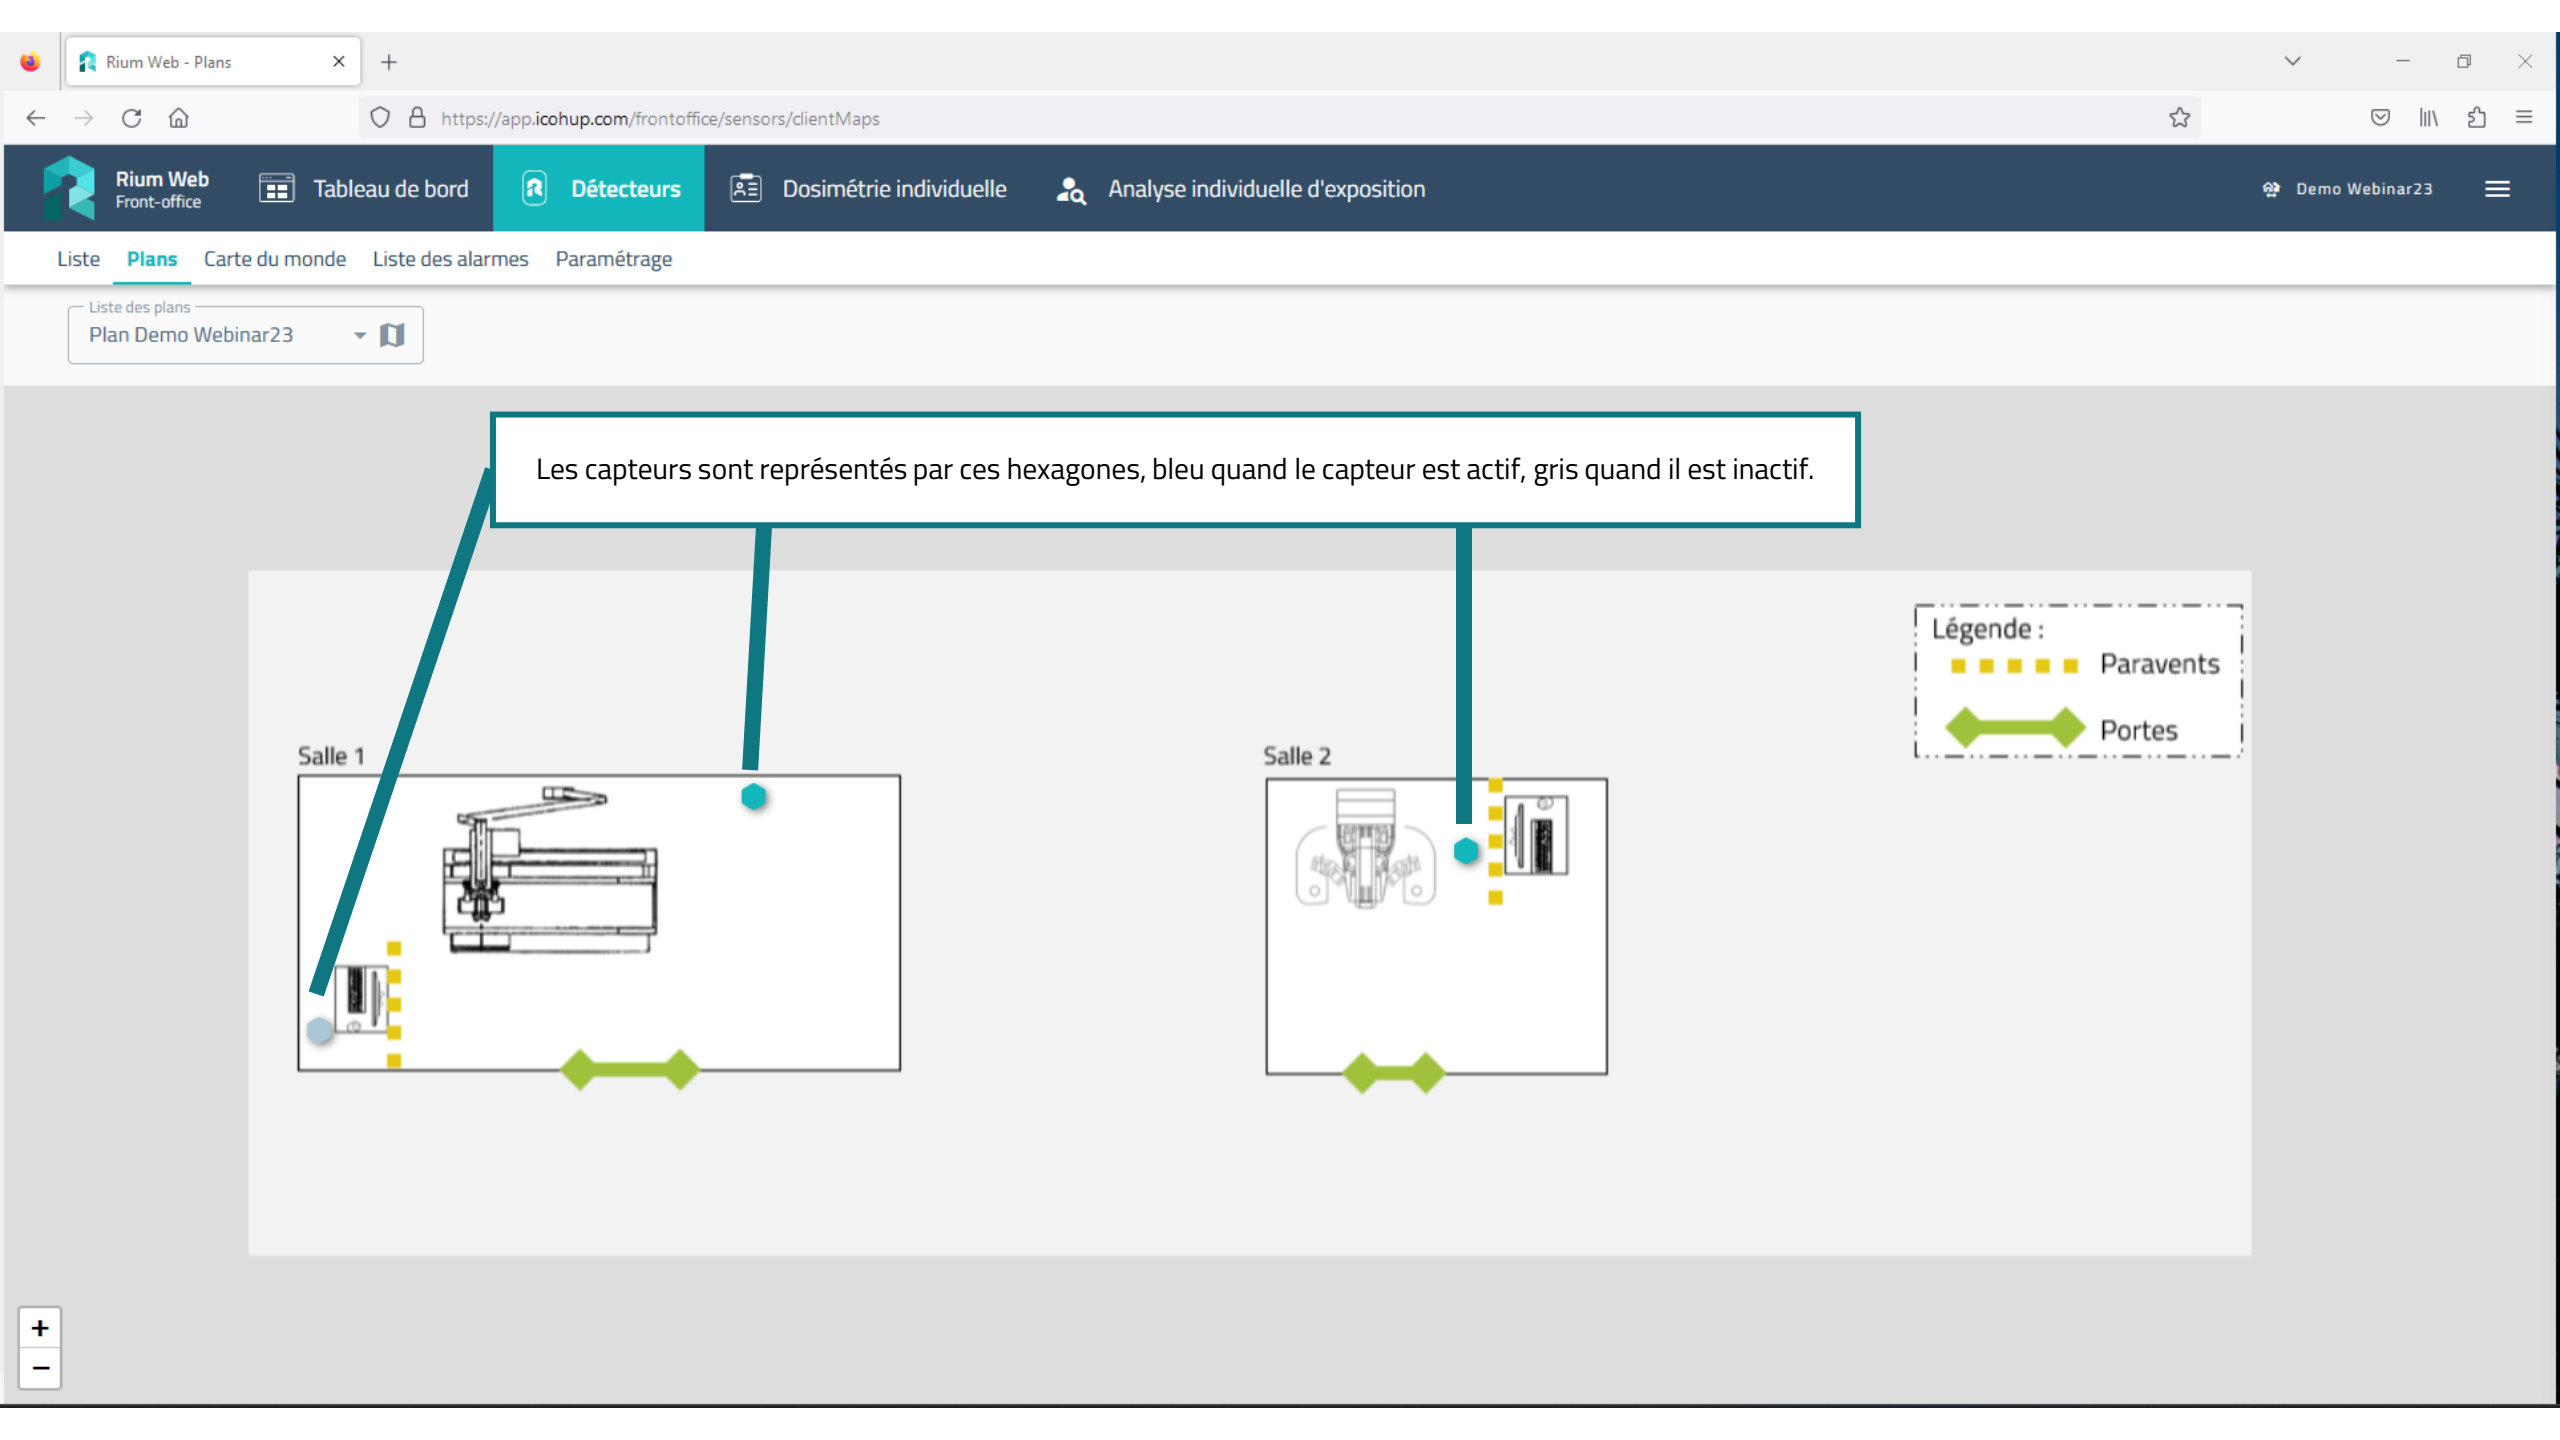 Rium Web - Plans
https://app.icohup.com/frontoffice/sensors/clientMaps
Rium Web
Front-office
Tableau de bord
Détecteurs
Dosimétrie individuelle
Analyse individuelle d'exposition
Demo Webinar23
Liste
Plans
Carte du monde
Liste des alarmes
Paramétrage
Liste des plans
Plan Demo Webinar23
Les capteurs sont représentés par ces hexagones, bleu quand le capteur est actif, gris quand il est inactif.
Légende :
Paravents
Portes
Salle 1
Salle 2
+
−